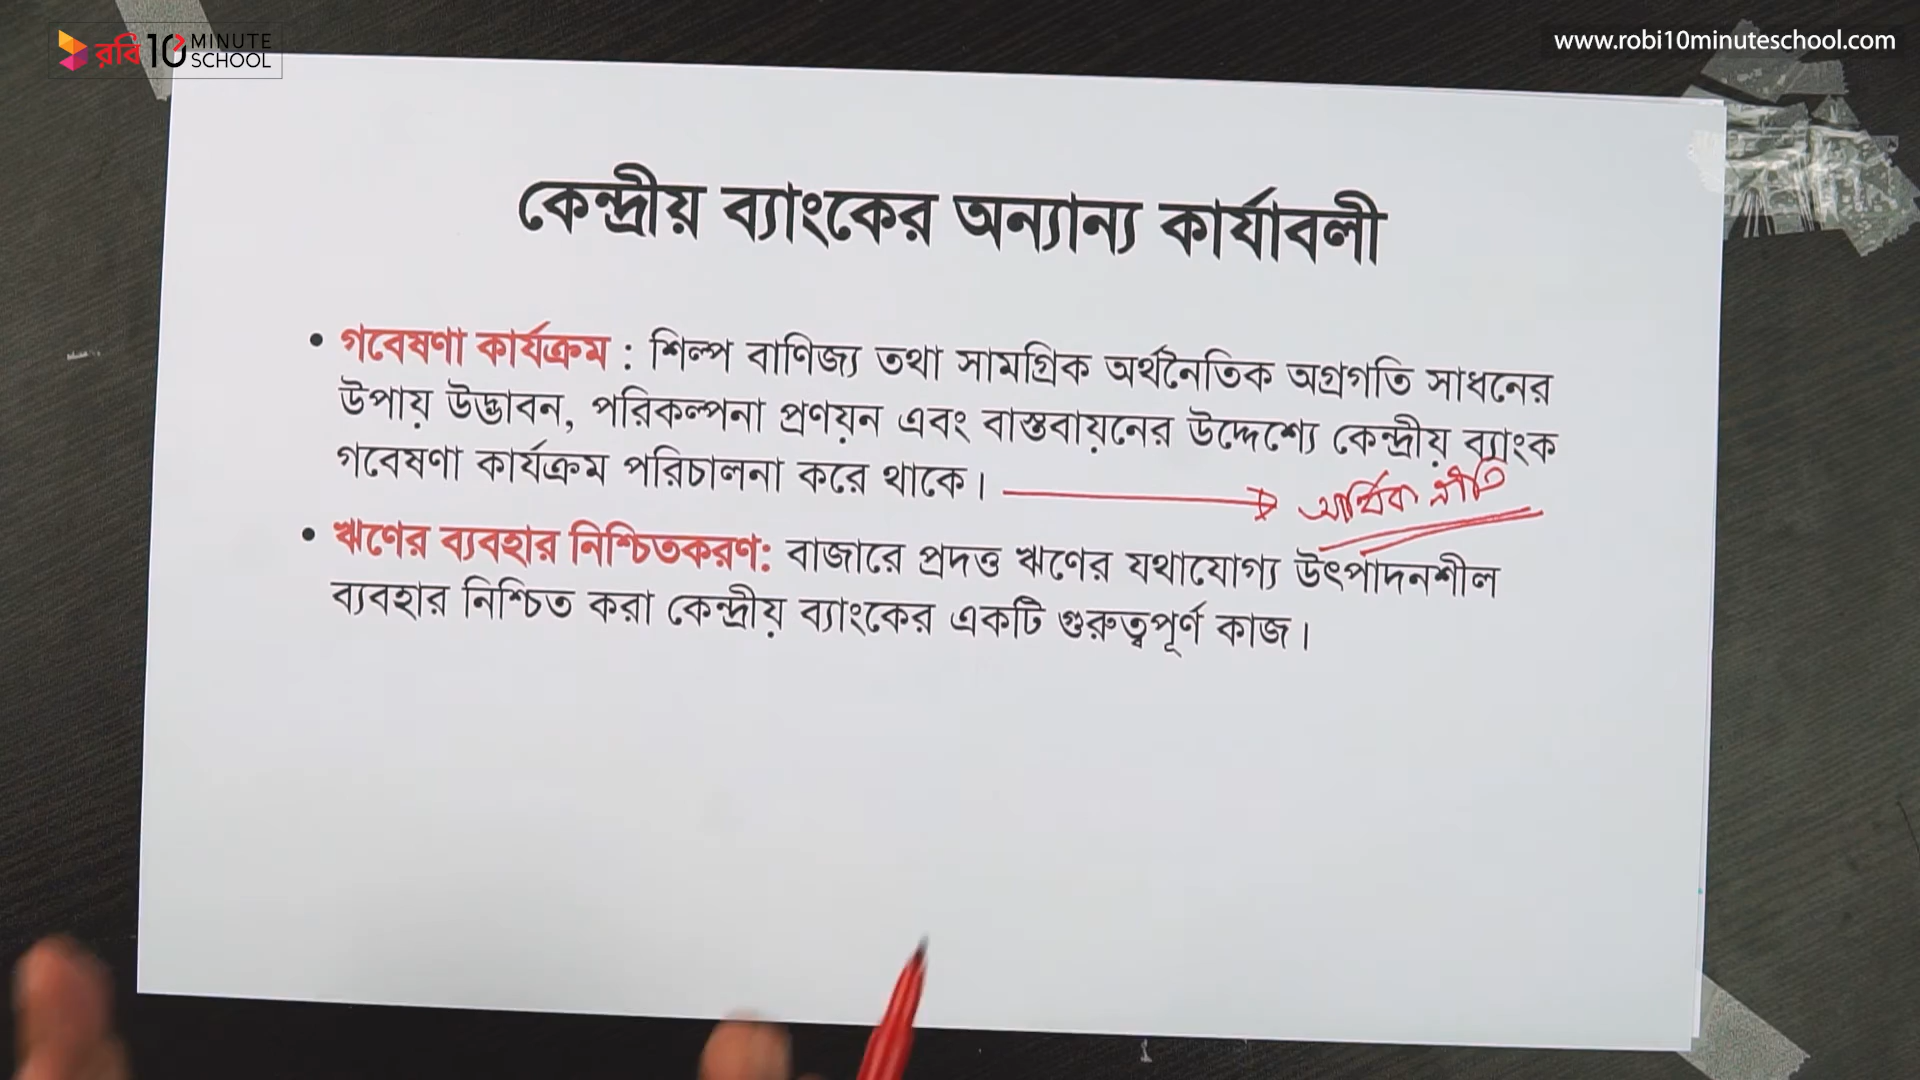 রবি 10 MINUTE SCHOOL
www.robi10minuteschool.com
কেন্দ্রীয় ব্যাংকের অন্যান্য কার্যাবলী
• গবেষণা কার্যক্রম : শিল্প বাণিজ্য তথা সামগ্রিক অর্থনৈতিক অগ্রগতি সাধনের
উপায় উদ্ভাবন, পরিকল্পনা প্রণয়ন এবং বাস্তবায়নের উদ্দেশ্যে কেন্দ্রীয় ব্যাংক
গবেষণা কার্যক্রম পরিচালনা করে থাকে।
আর্থিক নীতি
• ঋণের ব্যবহার নিশ্চিতকরণ: বাজারে প্রদত্ত ঋণের যথাযোগ্য উৎপাদনশীল
ব্যবহার নিশ্চিত করা কেন্দ্রীয় ব্যাংকের একটি গুরুত্বপূর্ণ কাজ।